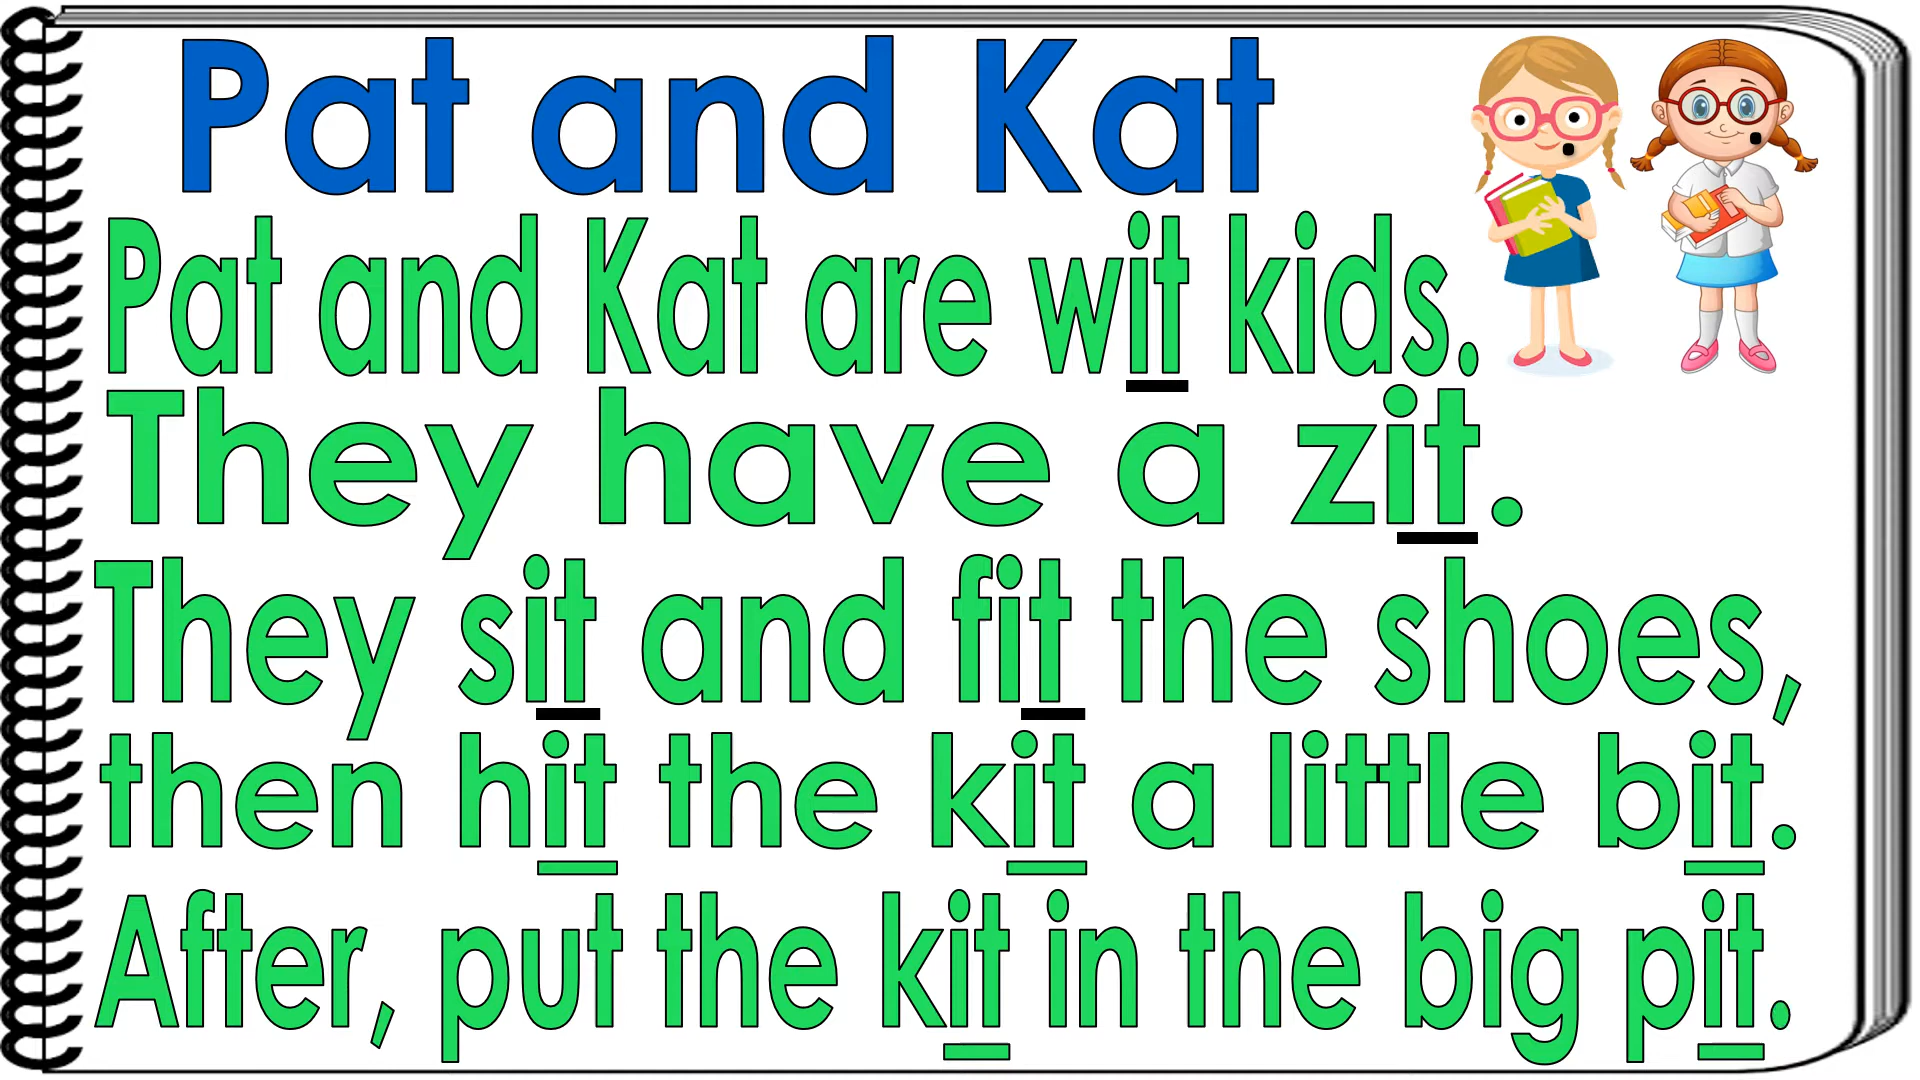 Pat and Kat
Pat and Kat are wit kids.
They have a zit.
They sit and fit the shoes,
then hit the kit a little bit.
After, put the kit in the big pit.